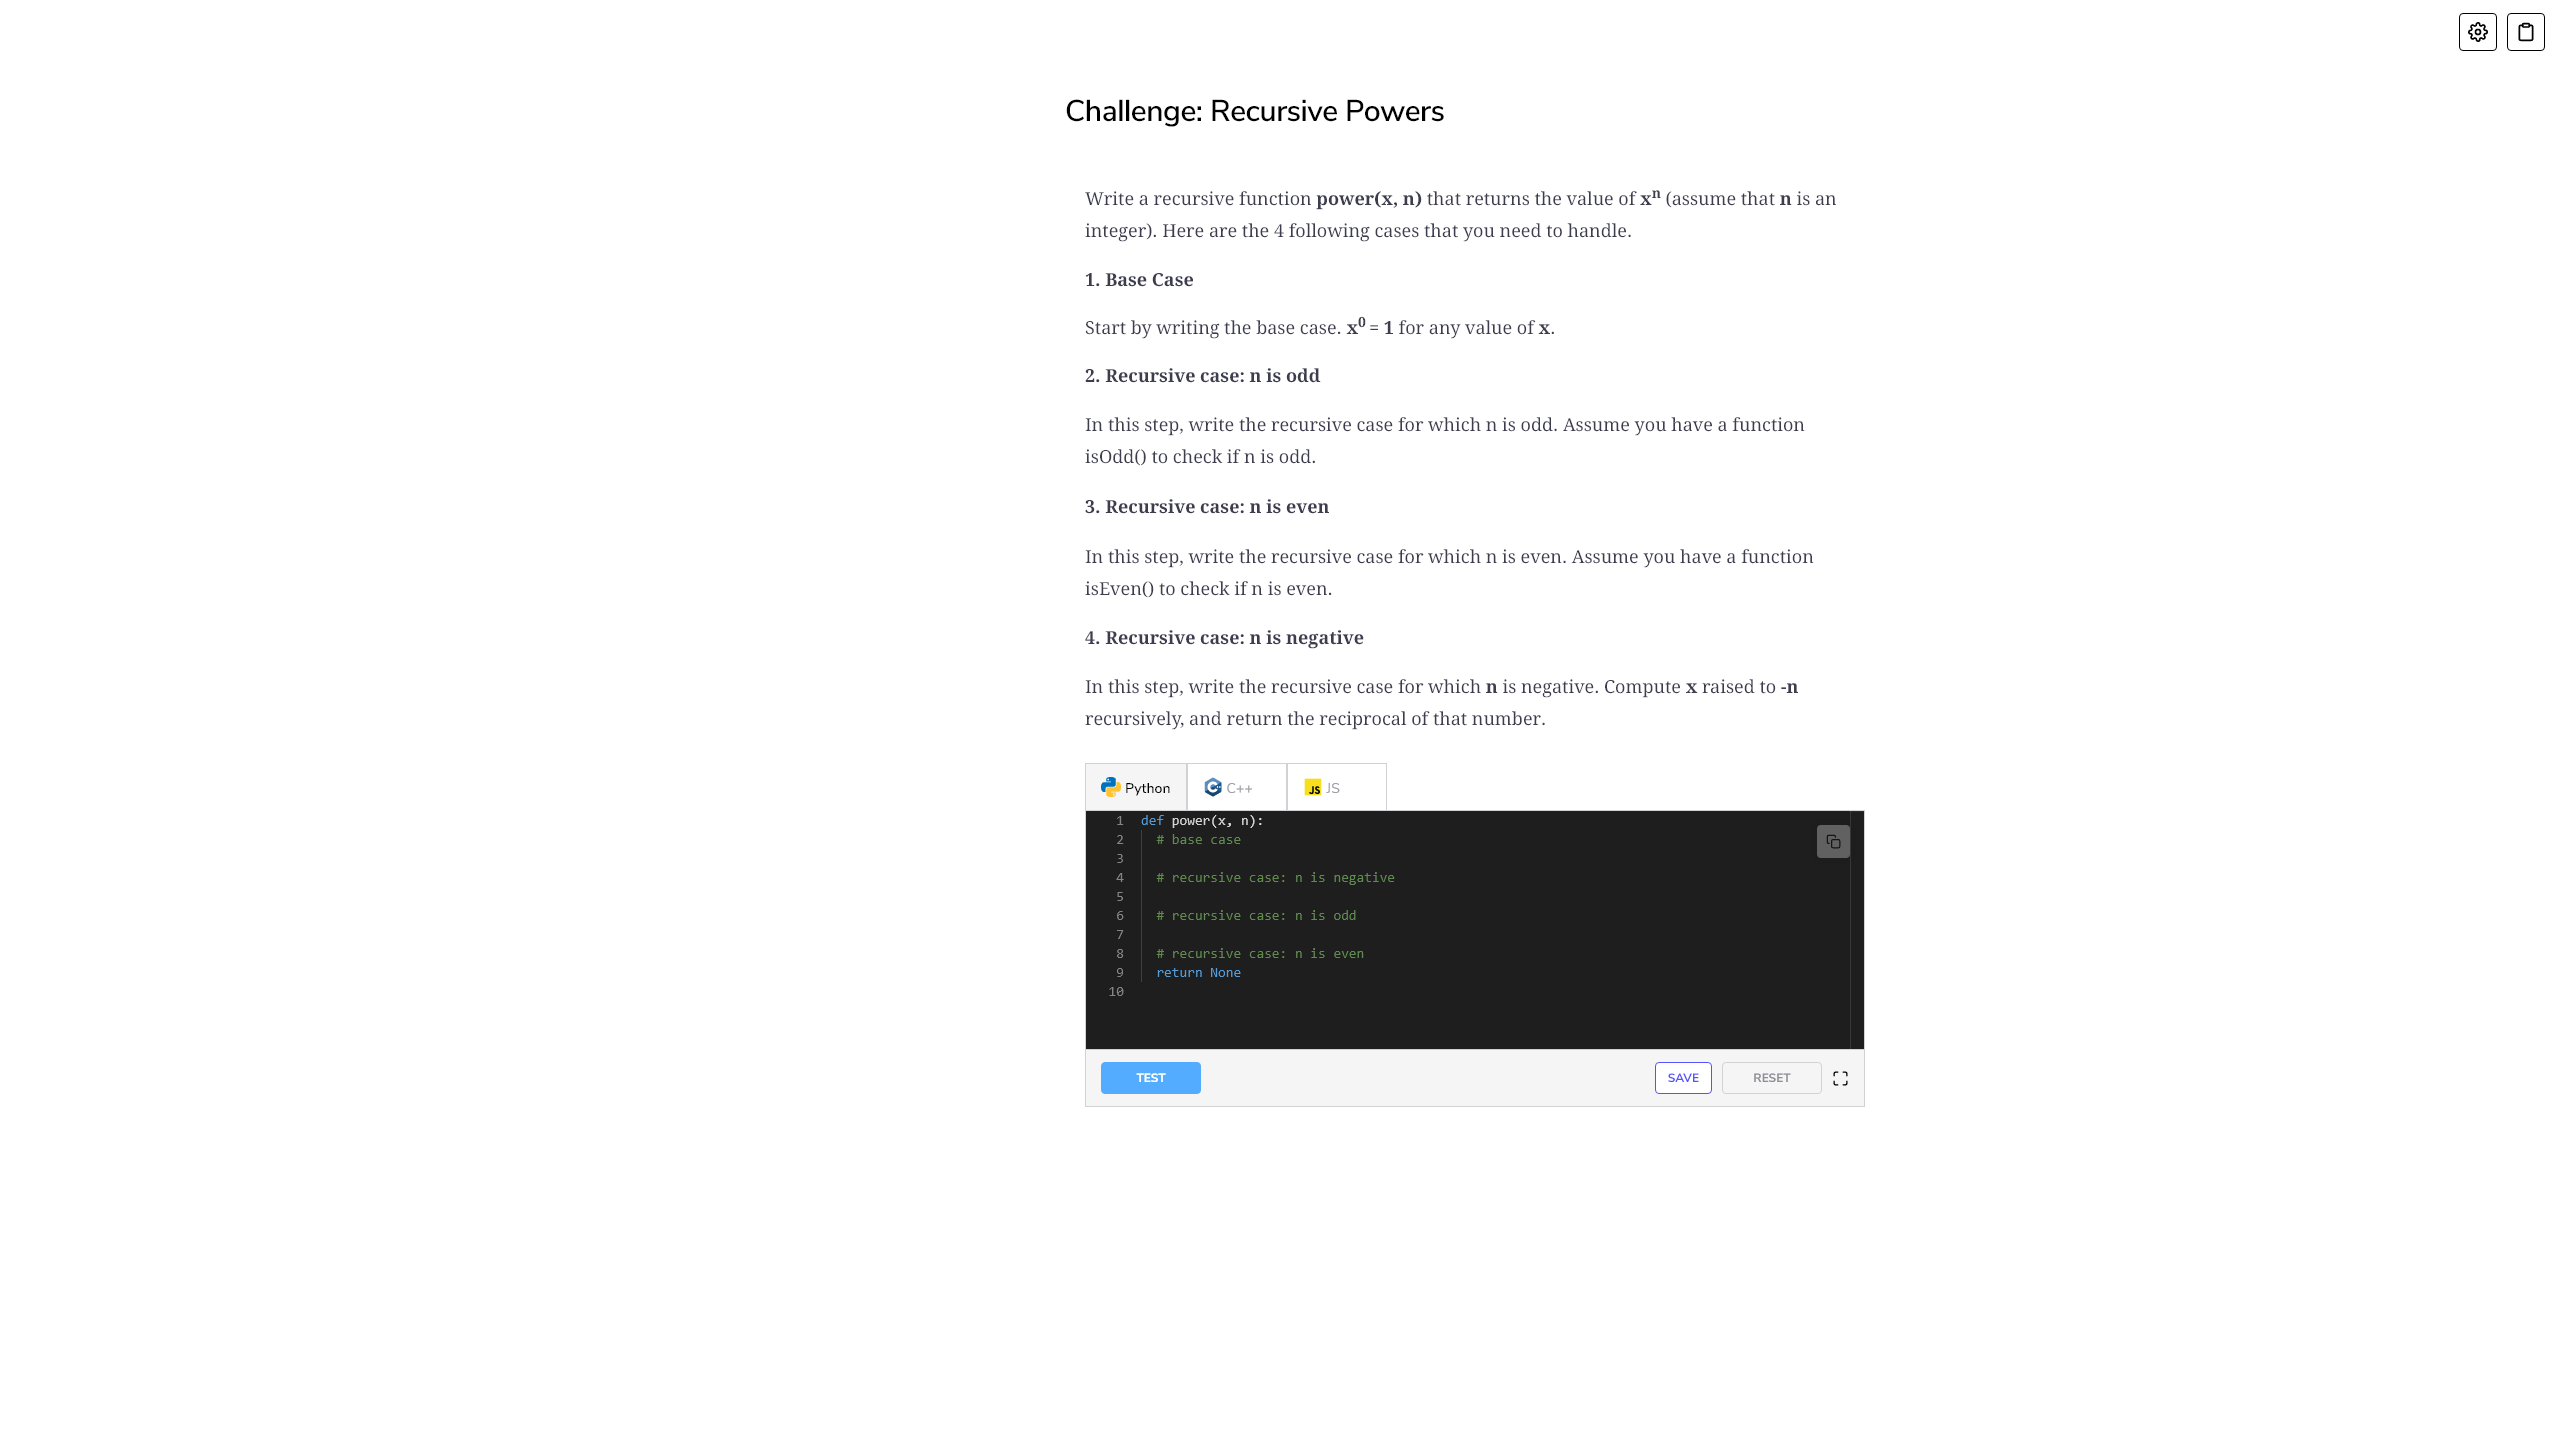 Challenge: Recursive Powers
Write a recursive function power(x, n) that returns the value of xⁿ (assume that n is an
integer). Here are the 4 following cases that you need to handle.
1. Base Case
Start by writing the base case. x⁰ = 1 for any value of x.
2. Recursive case: n is odd
In this step, write the recursive case for which n is odd. Assume you have a function
isOdd() to check if n is odd.
3. Recursive case: n is even
In this step, write the recursive case for which n is even. Assume you have a function
isEven() to check if n is even.
4. Recursive case: n is negative
In this step, write the recursive case for which n is negative. Compute x raised to -n
recursively, and return the reciprocal of that number.
Python C++ JS JS
1 def power(x, n):
2 # base case
3
4 # recursive case: n is negative
5
6 # recursive case: n is odd
7
8 # recursive case: n is even
9 return None
10
TEST SAVE RESET